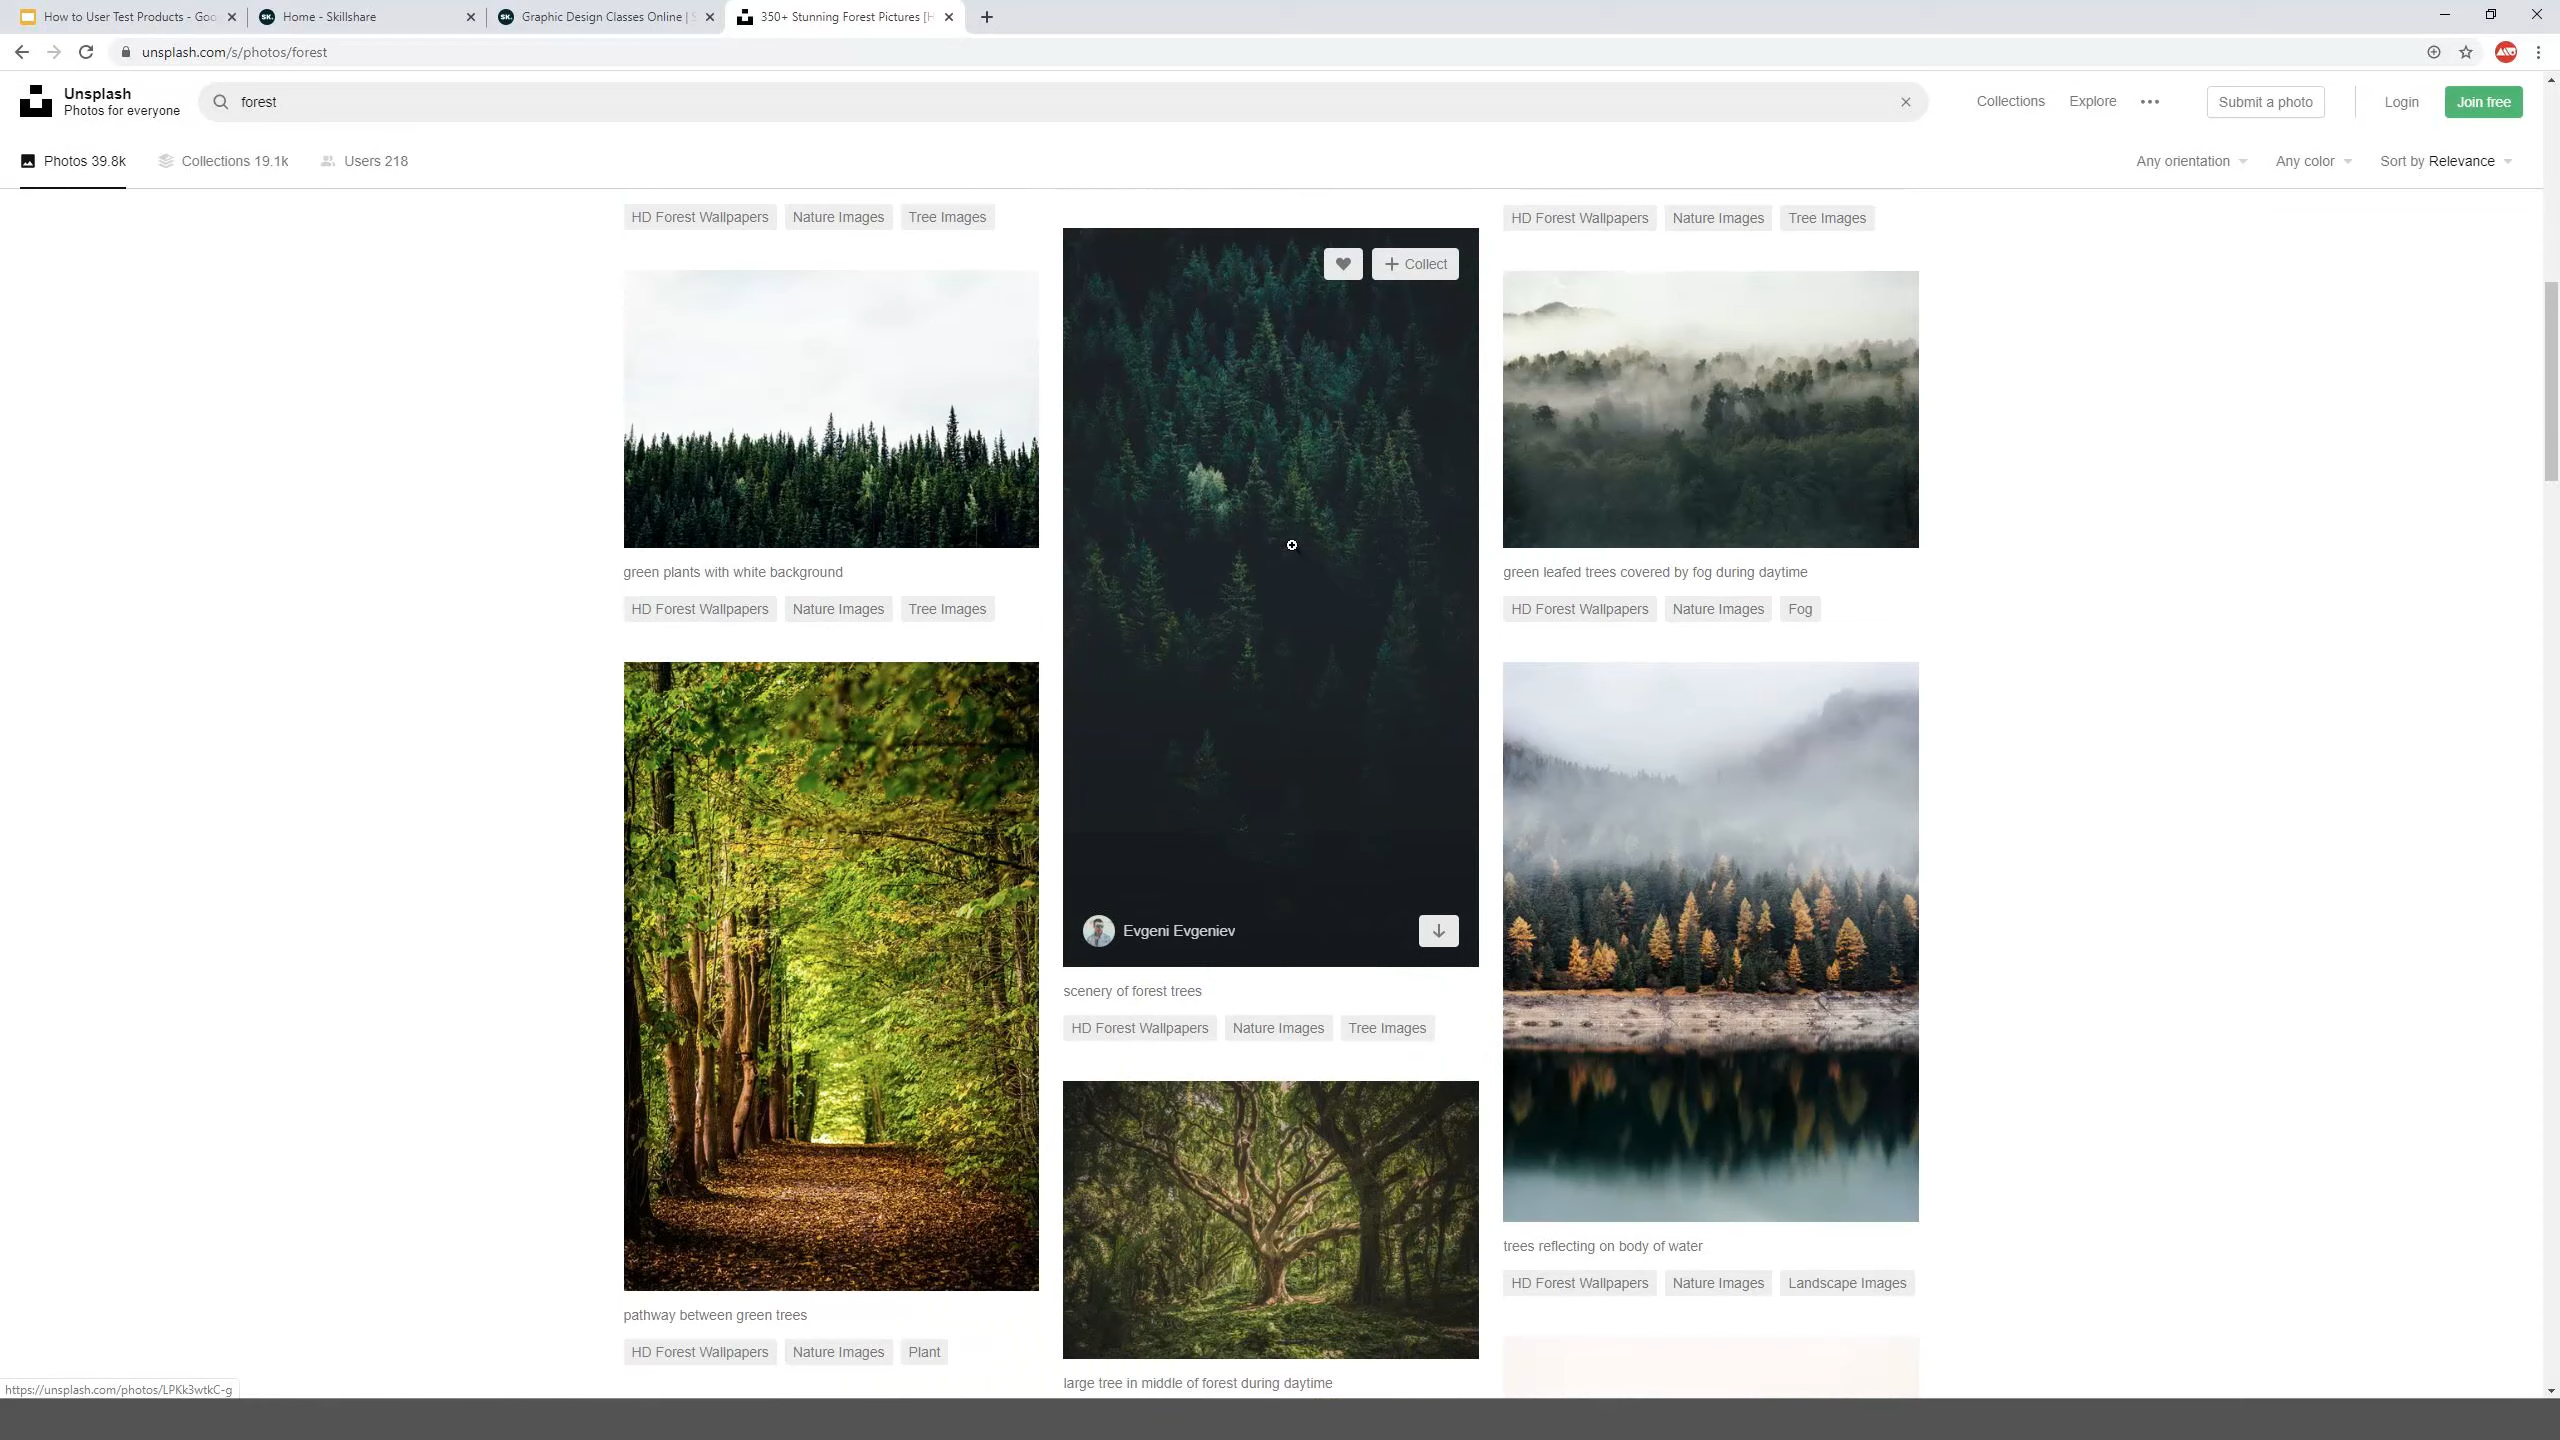 How to User Test Products - Goo
Home - Skillshare
SK. Graphic Design Classes Online |
350+ Stunning Forest Pictures [H
unsplash.com/s/photos/forest
Unsplash
Photos for everyone
forest
Collections
Explore
Submit a photo
Login
Join free
Photos 39.8k
Collections 19.1k
Users 218
Any orientation
Any color
Sort by Relevance
HD Forest Wallpapers
Nature Images
Tree Images
green plants with white background
HD Forest Wallpapers
Nature Images
Tree Images
pathway between green trees
HD Forest Wallpapers
Nature Images
Plant
Collect
Evgeni Evgeniev
scenery of forest trees
HD Forest Wallpapers
Nature Images
Tree Images
large tree in middle of forest during daytime
HD Forest Wallpapers
Nature Images
Tree Images
green leafed trees covered by fog during daytime
HD Forest Wallpapers
Nature Images
Fog
trees reflecting on body of water
HD Forest Wallpapers
Nature Images
Landscape Images
https://unsplash.com/photos/LPKk3wtkC-g